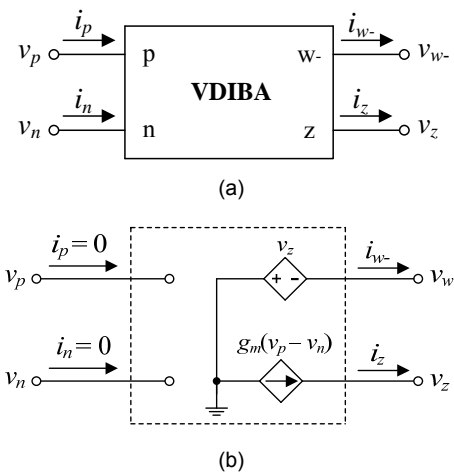 i_p i_w-
v_p p w- v_w-
VDIBA
i_n i_z
v_n n z v_z
(a)
i_p = 0 v_z i_w-
v_p + - v_w
i_n = 0 g_m(v_p – v_n) i_z
v_n v_z
(b)